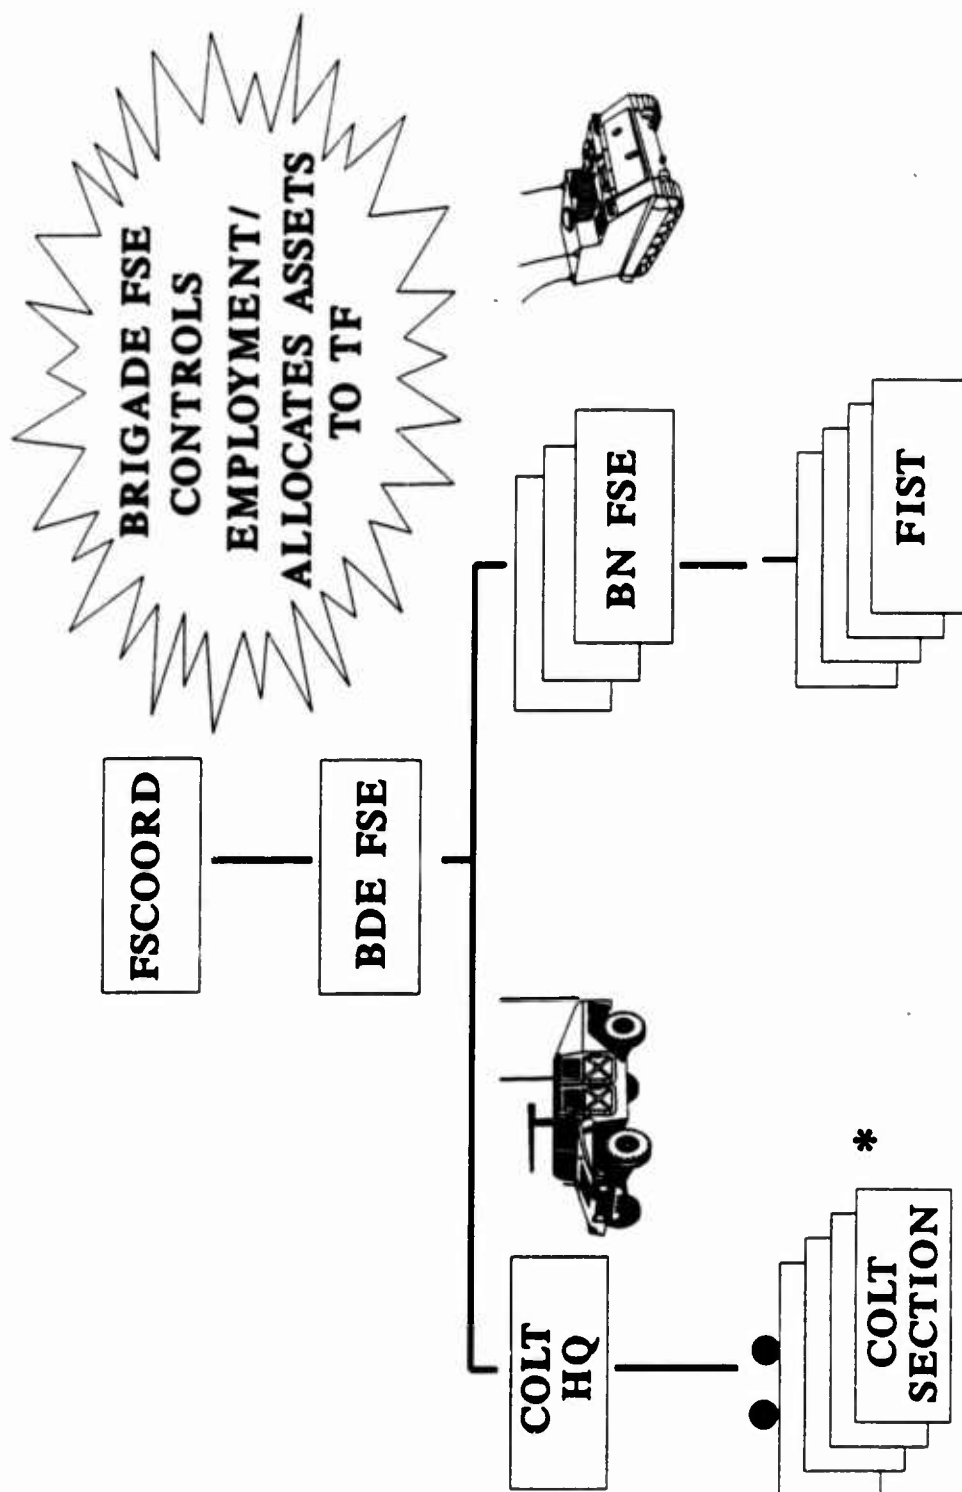 BRIGADE FSE
CONTROLS
EMPLOYMENT/
ALLOCATES ASSETS
TO TF
FSCOORD
BDE FSE
COLT
HQ
BN FSE
COLT
SECTION
*
FIST